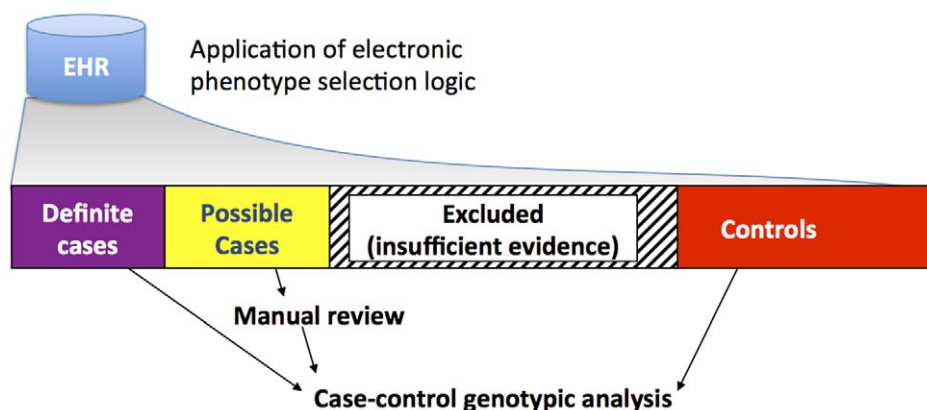 EHR
Application of electronic
phenotype selection logic
Definite
cases
Possible
Cases
Excluded
(insufficient evidence)
Controls
Manual review
Case-control genotypic analysis